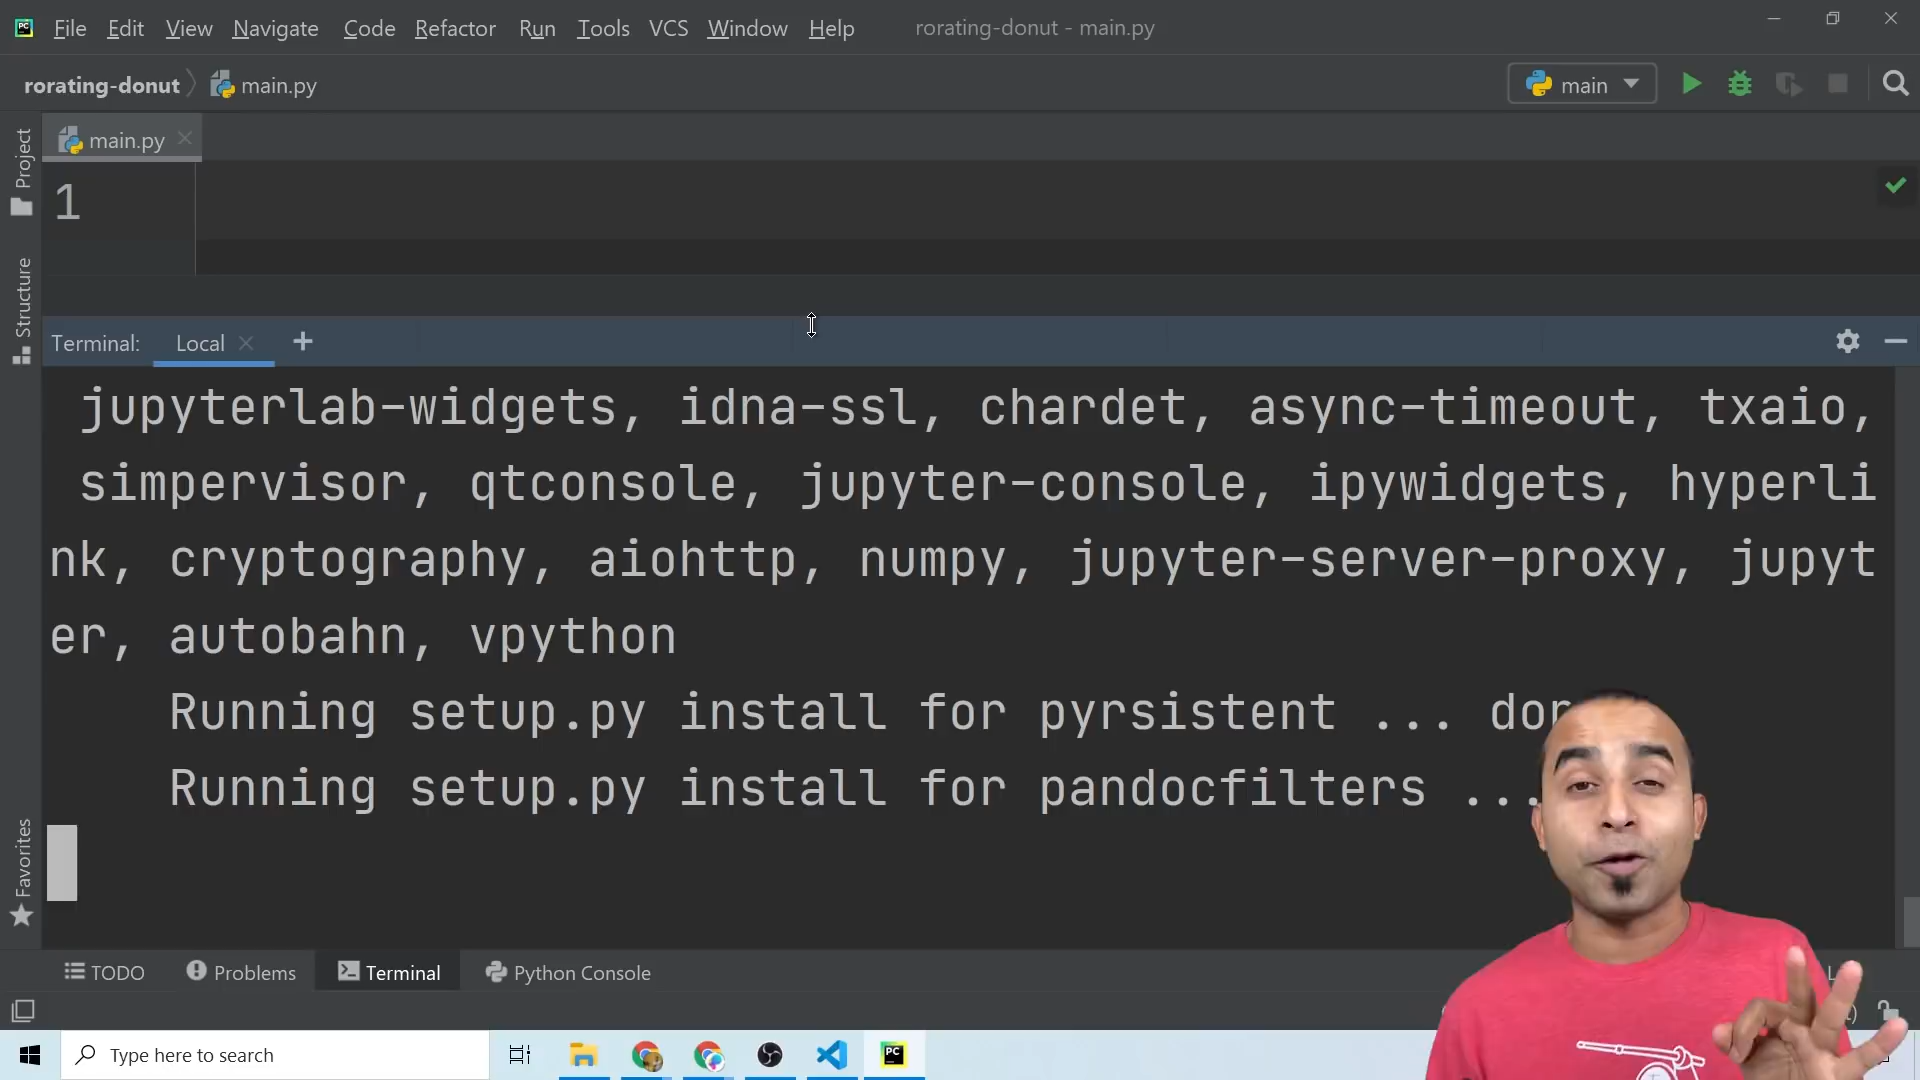 File Edit View Navigate Code Refactor Run Tools VCS Window Help rorating-donut - main.py
rorating-donut main.py main
main.py
1
Project
Structure
Terminal: Local
jupyterlab-widgets, idna-ssl, chardet, async-timeout, txaio,
simpervisor, qtconsole, jupyter-console, ipywidgets, hyperli
nk, cryptography, aiohttp, numpy, jupyter-server-proxy, jupyt
er, autobahn, vpython
Running setup.py install for pyrsistent ...
Running setup.py install for pandocfilters ...
Favorites
TODO Problems Terminal Python Console
Type here to search